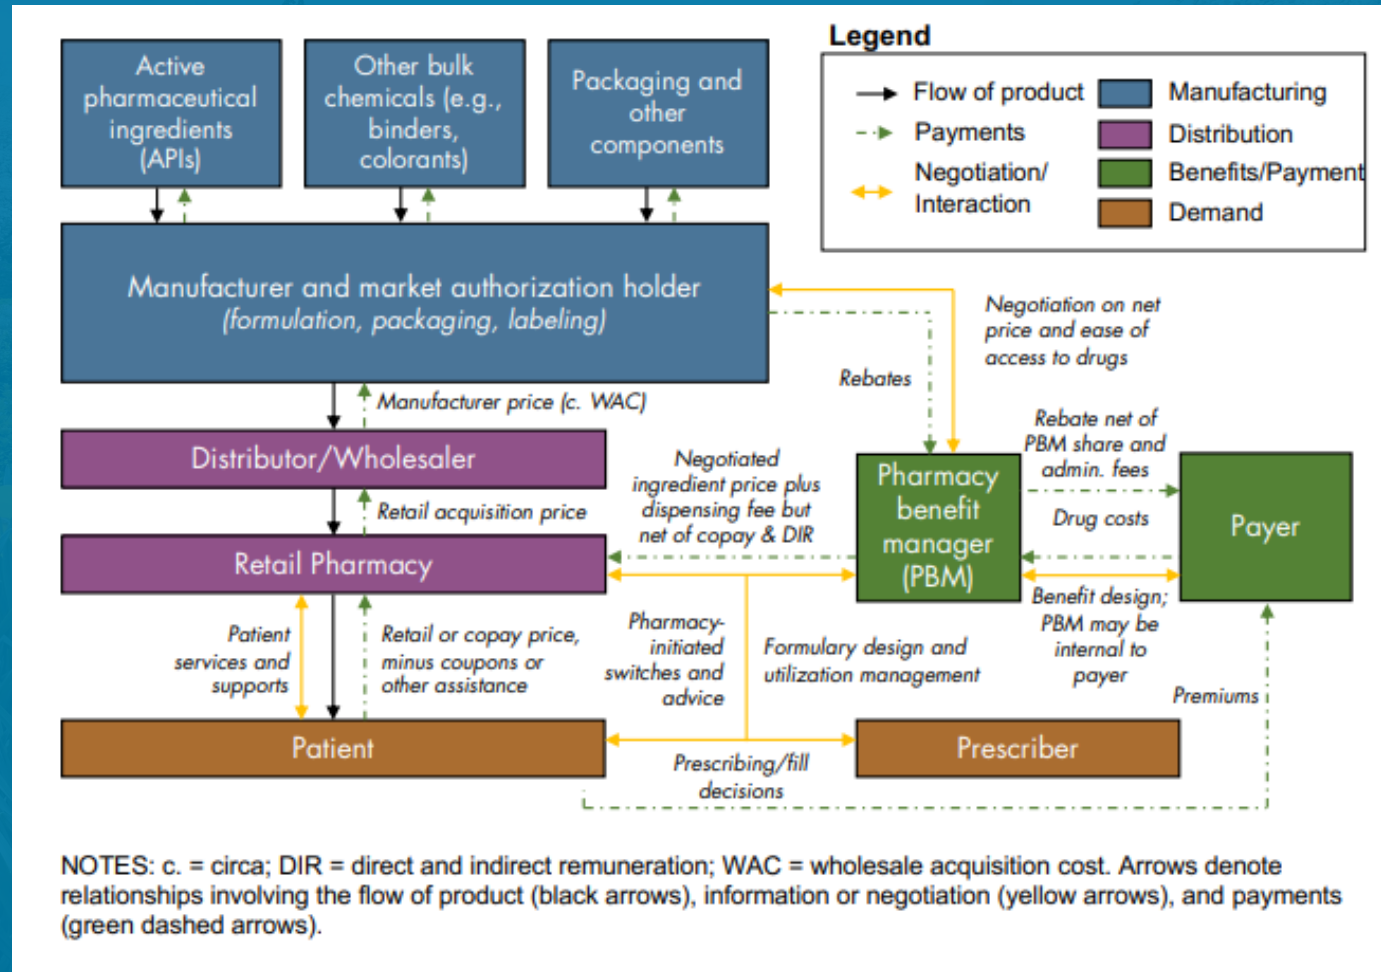 Active
pharmaceutical
ingredients
(APIs)
Other bulk
chemicals (e.g.,
binders,
colorants)
Packaging and
other
components
Legend
Flow of product
Payments
Negotiation/
Interaction
Manufacturing
Distribution
Benefits/Payment
Demand
Manufacturer and market authorization holder
(formulation, packaging, labeling)
Negotiation on net
price and ease of
access to drugs
Rebates
Manufacturer price (c. WAC)
Distributor/Wholesaler
Retail acquisition price
Negotiated
ingredient price plus
dispensing fee but
net of copay & DIR
Pharmacy
benefit
manager
(PBM)
Rebate net of
PBM share and
admin. fees
Drug costs
Payer
Retail Pharmacy
Patient
services and
supports
Retail or copay price,
minus coupons or
other assistance
Pharmacy-
initiated
switches and
advice
Formulary design and
utilization management
Benefit design;
PBM may be
internal to
payer
Premiums
Patient
Prescribing/fill
decisions
Prescriber
NOTES: c. = circa; DIR = direct and indirect remuneration; WAC = wholesale acquisition cost. Arrows denote
relationships involving the flow of product (black arrows), information or negotiation (yellow arrows), and payments
(green dashed arrows).